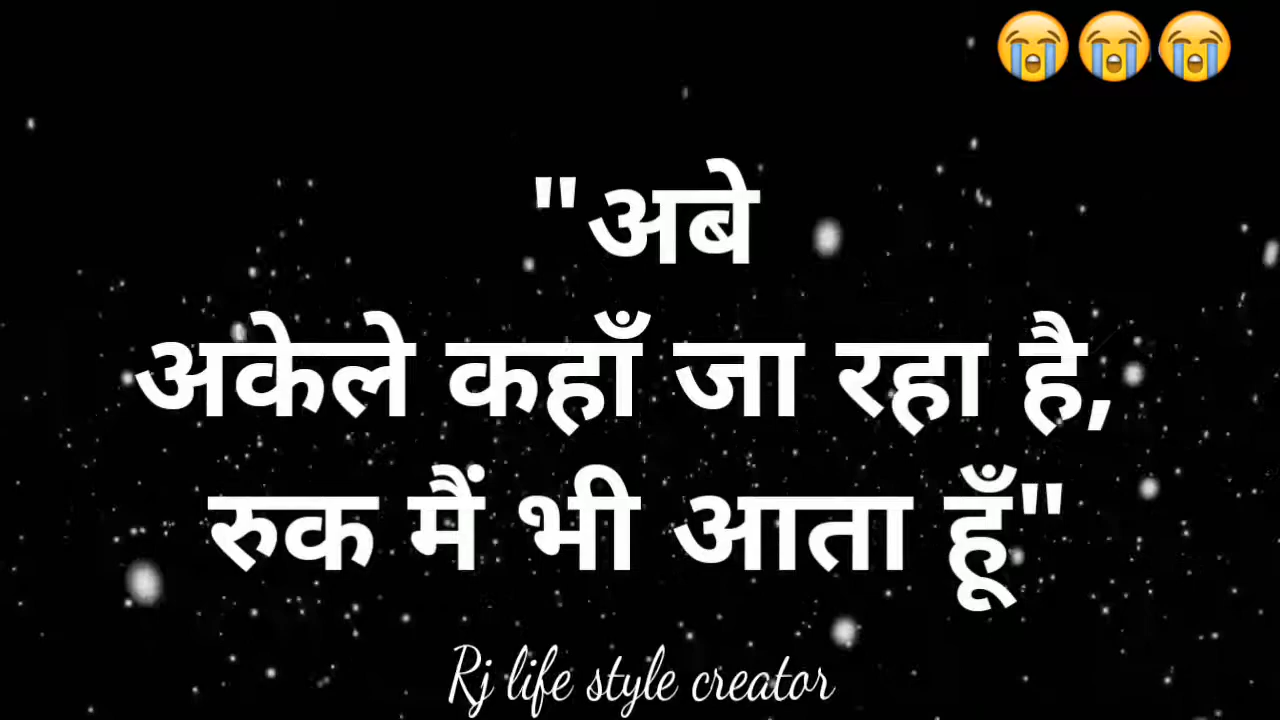 😭😭😭
"अबे
अकेले कहाँ जा रहा है,
रुक मैं भी आता हूँ"
Rj life style creator